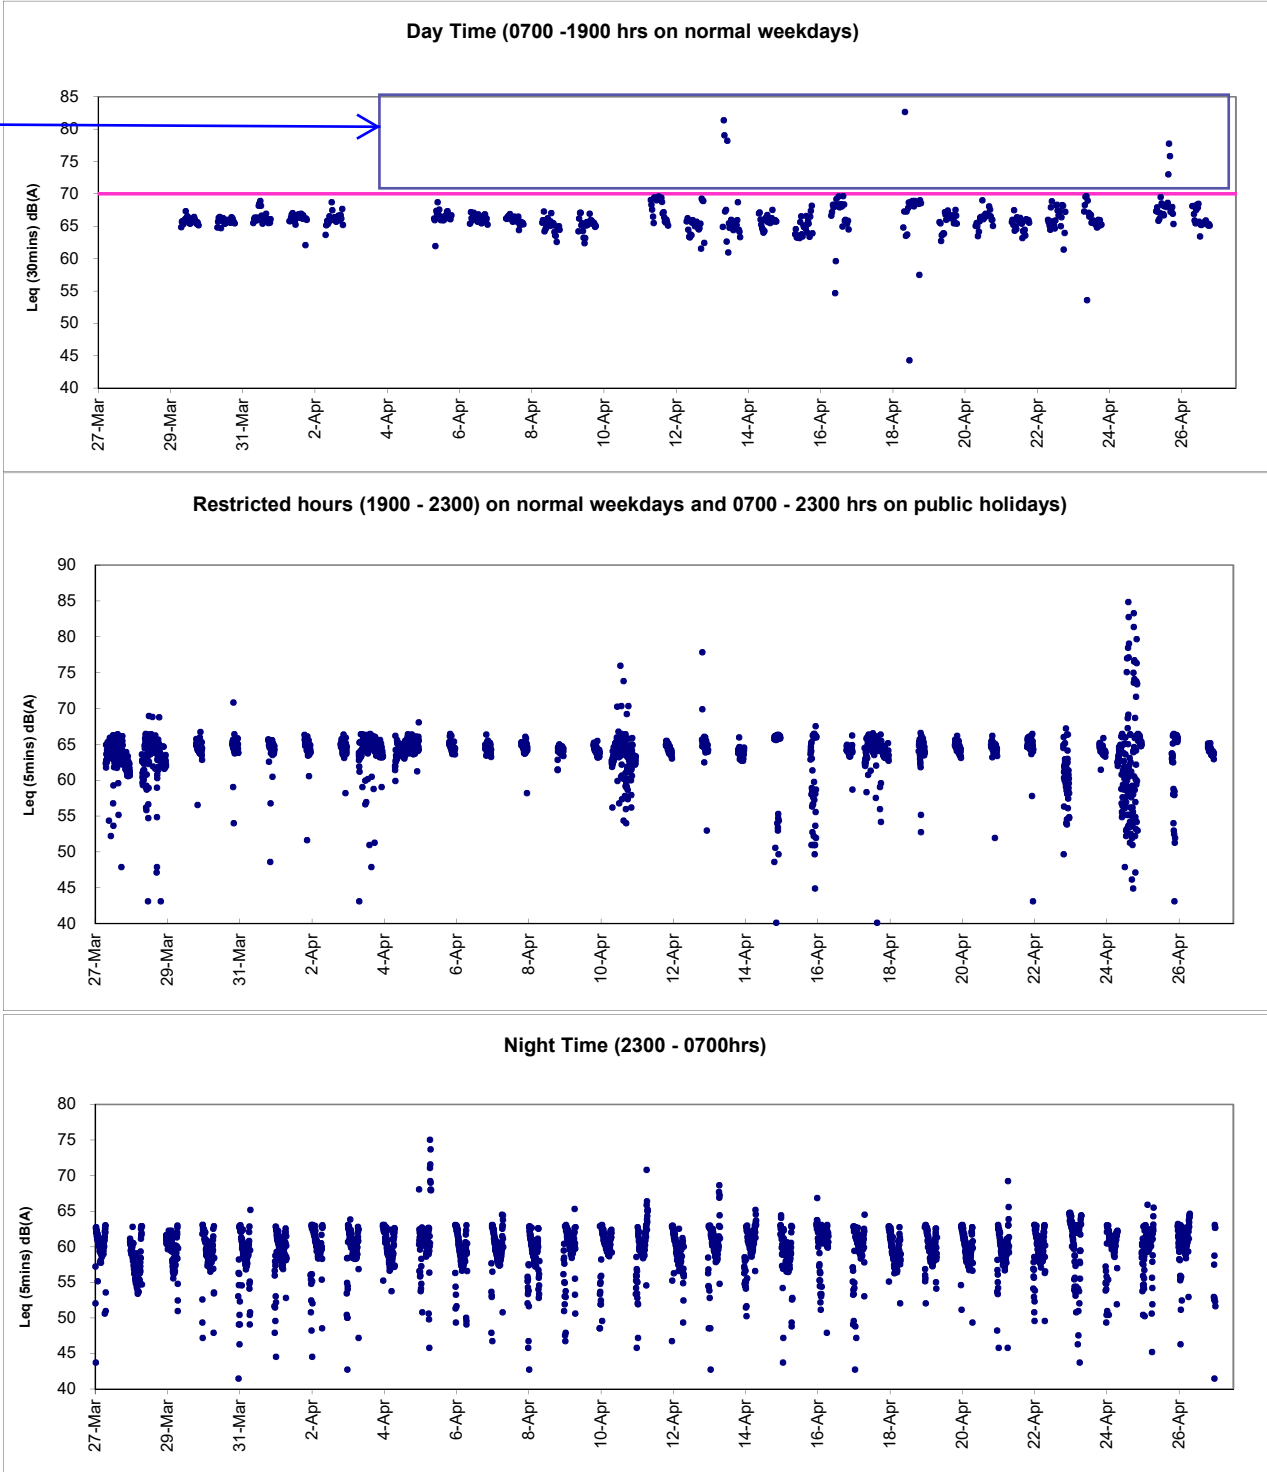 Day Time (0700 -1900 hrs on normal weekdays)
85
80
75
70
65
60
55
50
45
40
Leq (30mins) dB(A)
27-Mar
29-Mar
31-Mar
2-Apr
4-Apr
6-Apr
8-Apr
10-Apr
12-Apr
14-Apr
16-Apr
18-Apr
20-Apr
22-Apr
24-Apr
26-Apr
Restricted hours (1900 - 2300) on normal weekdays and 0700 - 2300 hrs on public holidays)
90
85
80
75
70
65
60
55
50
45
40
Leq (5mins) dB(A)
27-Mar
29-Mar
31-Mar
2-Apr
4-Apr
6-Apr
8-Apr
10-Apr
12-Apr
14-Apr
16-Apr
18-Apr
20-Apr
22-Apr
24-Apr
26-Apr
Night Time (2300 - 0700hrs)
80
75
70
65
60
55
50
45
40
Leq (5mins) dB(A)
27-Mar
29-Mar
31-Mar
2-Apr
4-Apr
6-Apr
8-Apr
10-Apr
12-Apr
14-Apr
16-Apr
18-Apr
20-Apr
22-Apr
24-Apr
26-Apr